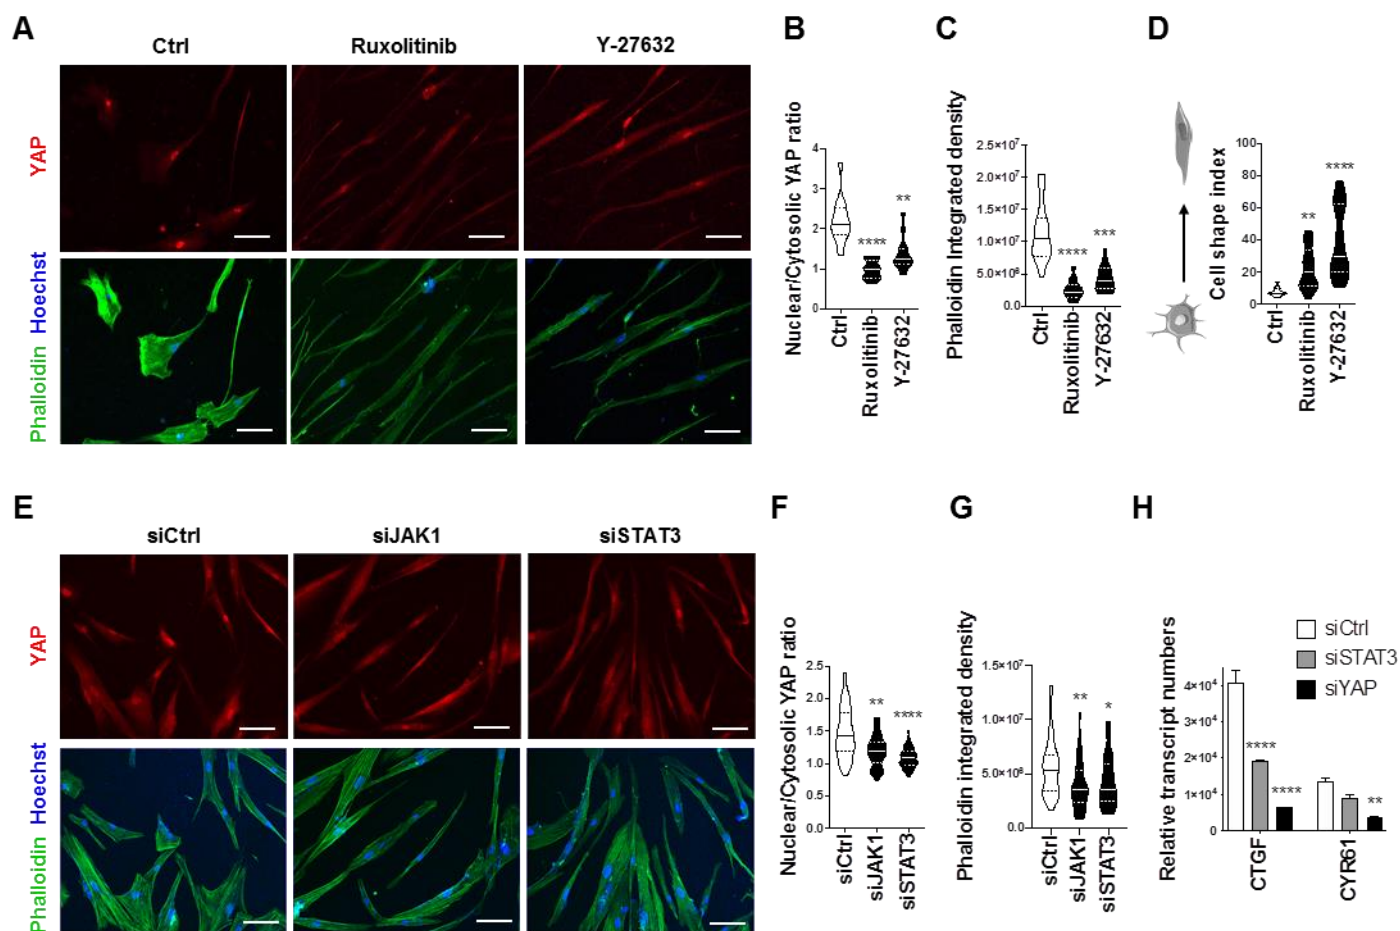 A
Ctrl
Ruxolitinib
Y-27632
YAP
Phalloidin Hoechst
B
Nuclear/Cytosolic YAP ratio
4
3
2
1
0
****
**
Ctrl
Ruxolitinib
Y-27632
C
Phalloidin Integrated density
2.5×10⁷
2.0×10⁷
1.5×10⁷
1.0×10⁷
5.0×10⁶
0.0
****
***
Ctrl
Ruxolitinib
Y-27632
D
Cell shape index
100
80
60
40
20
0
**
****
Ctrl
Ruxolitinib
Y-27632
E
siCtrl
siJAK1
siSTAT3
YAP
Phalloidin Hoechst
F
Nuclear/Cytosolic YAP ratio
2.5
2.0
1.5
1.0
0.5
0.0
**
****
siCtrl
siJAK1
siSTAT3
G
Phalloidin integrated density
1.5×10⁷
1.0×10⁷
5.0×10⁶
0.0
**
*
siCtrl
siJAK1
siSTAT3
H
Relative transcript numbers
4×10⁴
3×10⁴
2×10⁴
1×10⁴
0
****
****
**
siCtrl
siSTAT3
siYAP
CTGF
CYR61